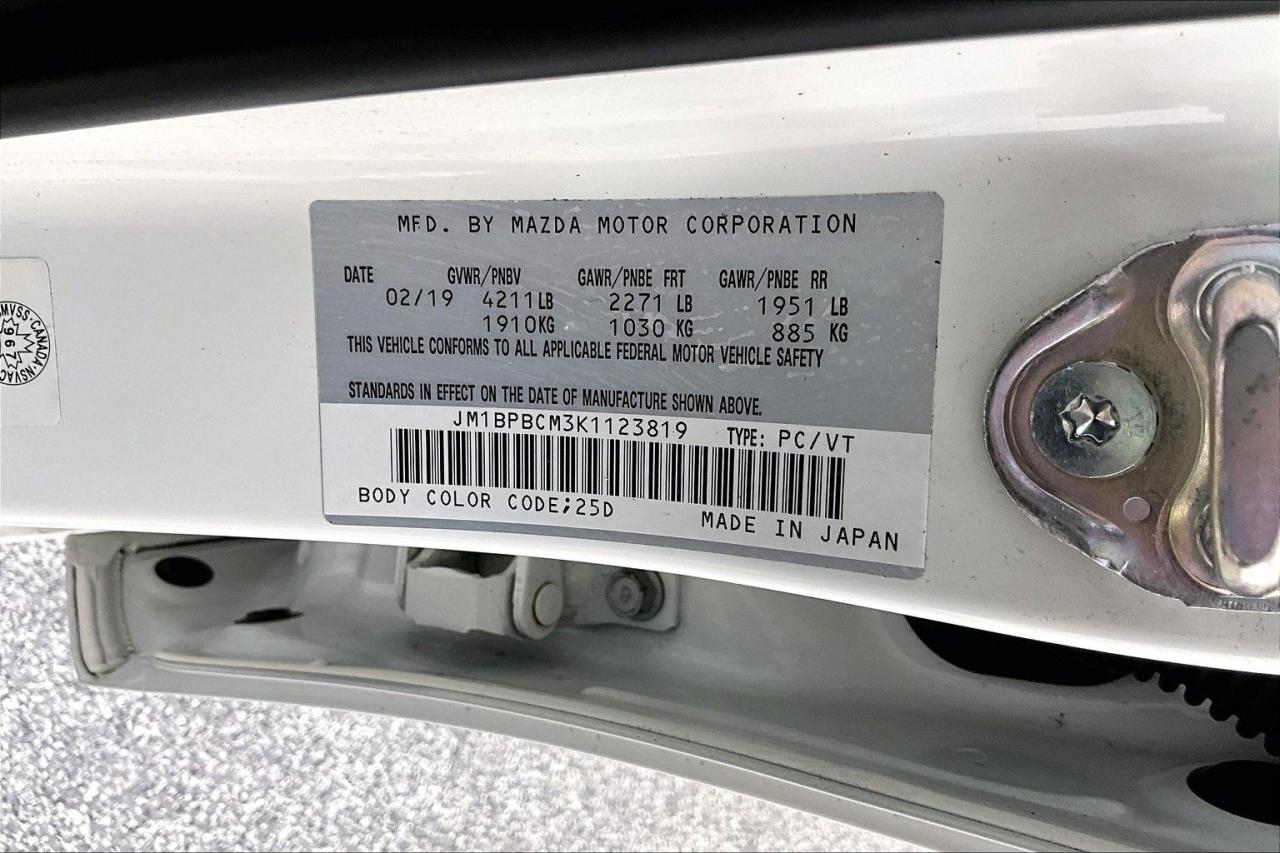 MFD. BY MAZDA MOTOR CORPORATION
DATE GVWR/PNBV GAWR/PNBE FRT GAWR/PNBE RR
02/19 4211LB 2271 LB 1951 LB
1910KG 1030 KG 885 KG
THIS VEHICLE CONFORMS TO ALL APPLICABLE FEDERAL MOTOR VEHICLE SAFETY
STANDARDS IN EFFECT ON THE DATE OF MANUFACTURE SHOWN ABOVE.
JM1BPBCM3K1123819 TYPE: PC/VT
BODY COLOR CODE;25D
MADE IN JAPAN
CANADA
967